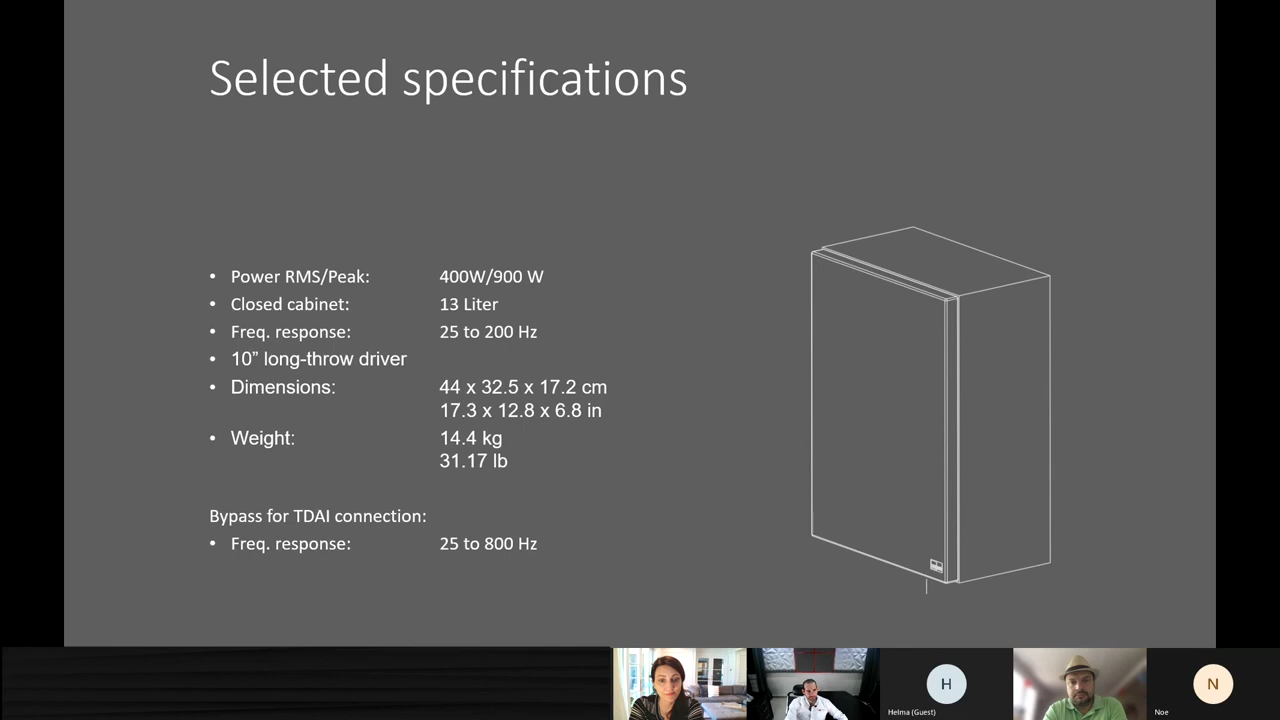 Selected specifications
• Power RMS/Peak: 400W/900 W
• Closed cabinet: 13 Liter
• Freq. response: 25 to 200 Hz
• 10” long-throw driver
• Dimensions: 44 x 32.5 x 17.2 cm
17.3 x 12.8 x 6.8 in
• Weight: 14.4 kg
31.17 lb
Bypass for TDAI connection:
• Freq. response: 25 to 800 Hz
H
N
Helma (Guest)
Noe